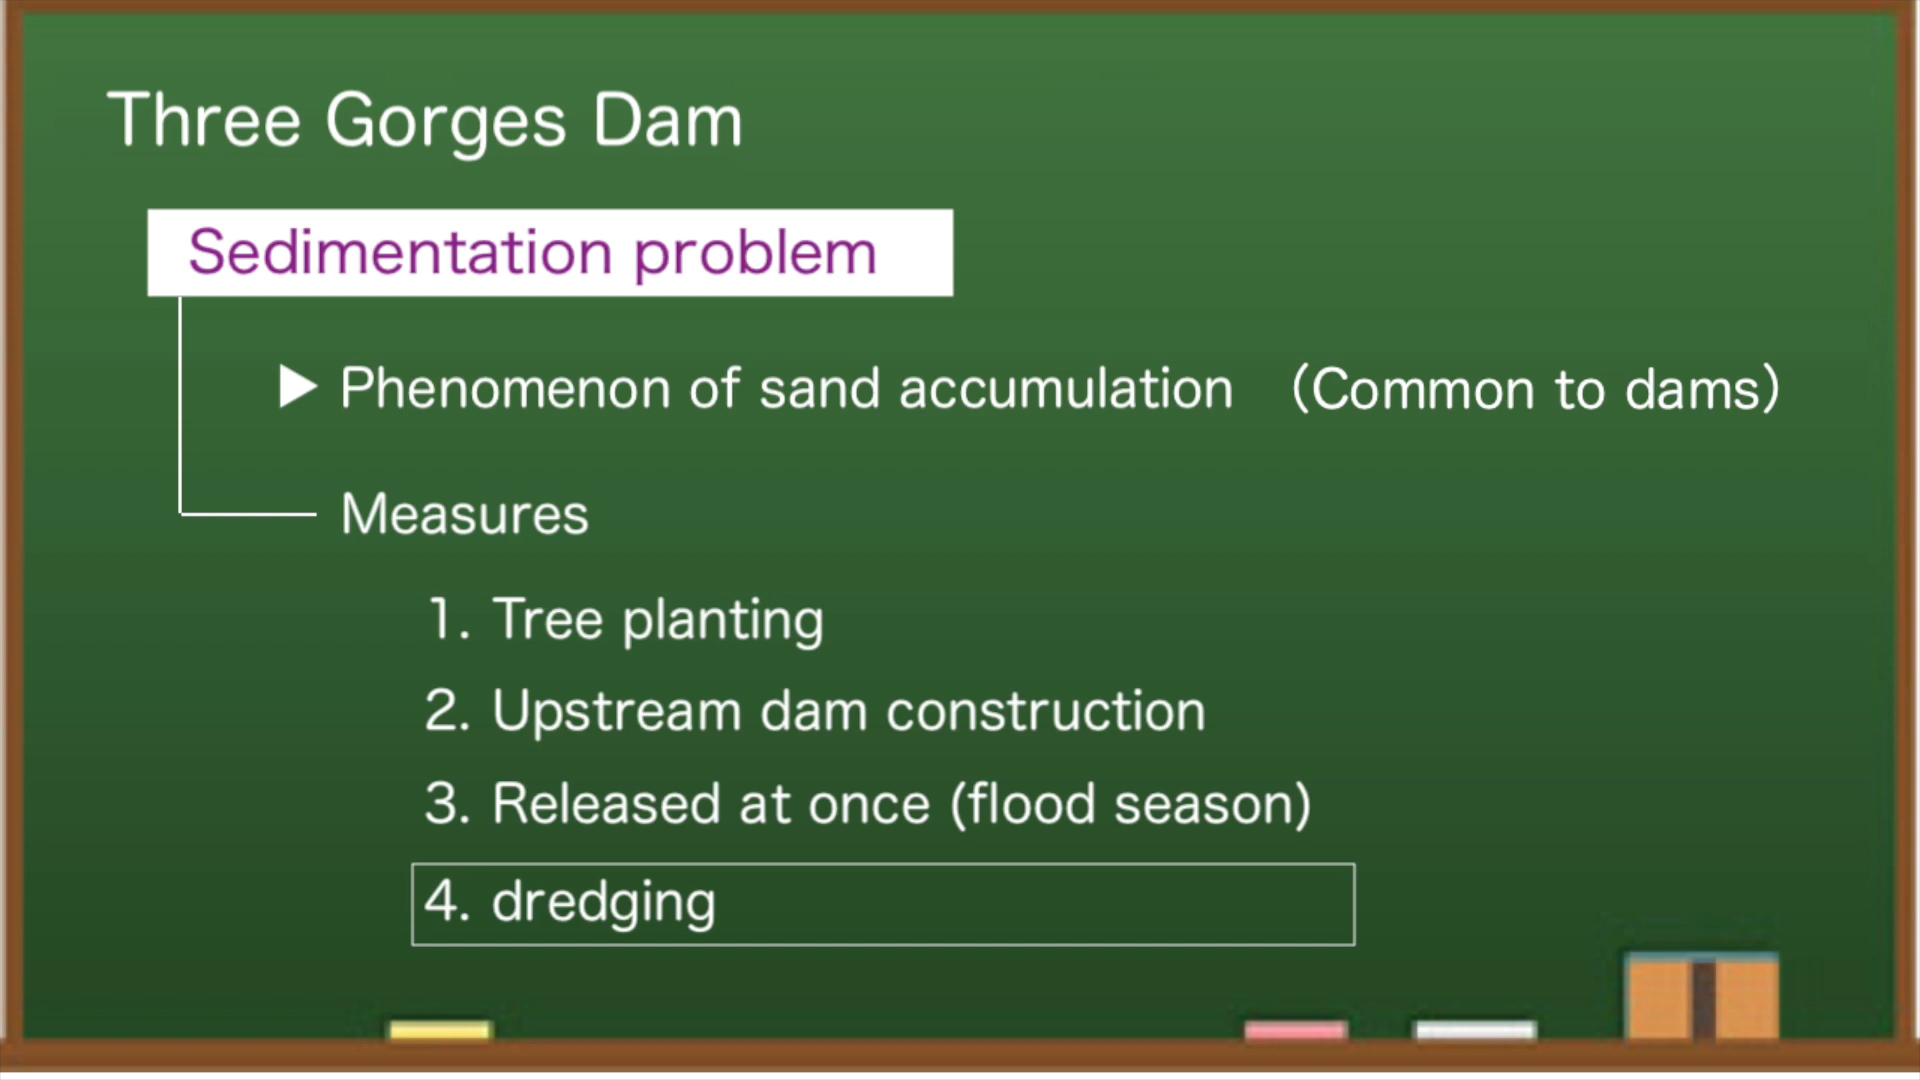 Three Gorges Dam
Sedimentation problem
▶ Phenomenon of sand accumulation （Common to dams）
Measures
1. Tree planting
2. Upstream dam construction
3. Released at once (flood season)
4. dredging